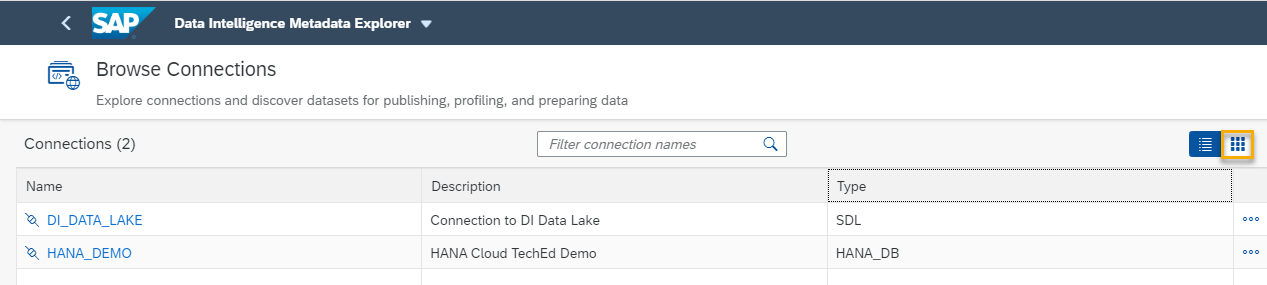 SAP Data Intelligence Metadata Explorer
Browse Connections
Explore connections and discover datasets for publishing, profiling, and preparing data
Connections (2) Filter connection names
Name Description Type
DI_DATA_LAKE Connection to DI Data Lake SDL
HANA_DEMO HANA Cloud TechEd Demo HANA_DB